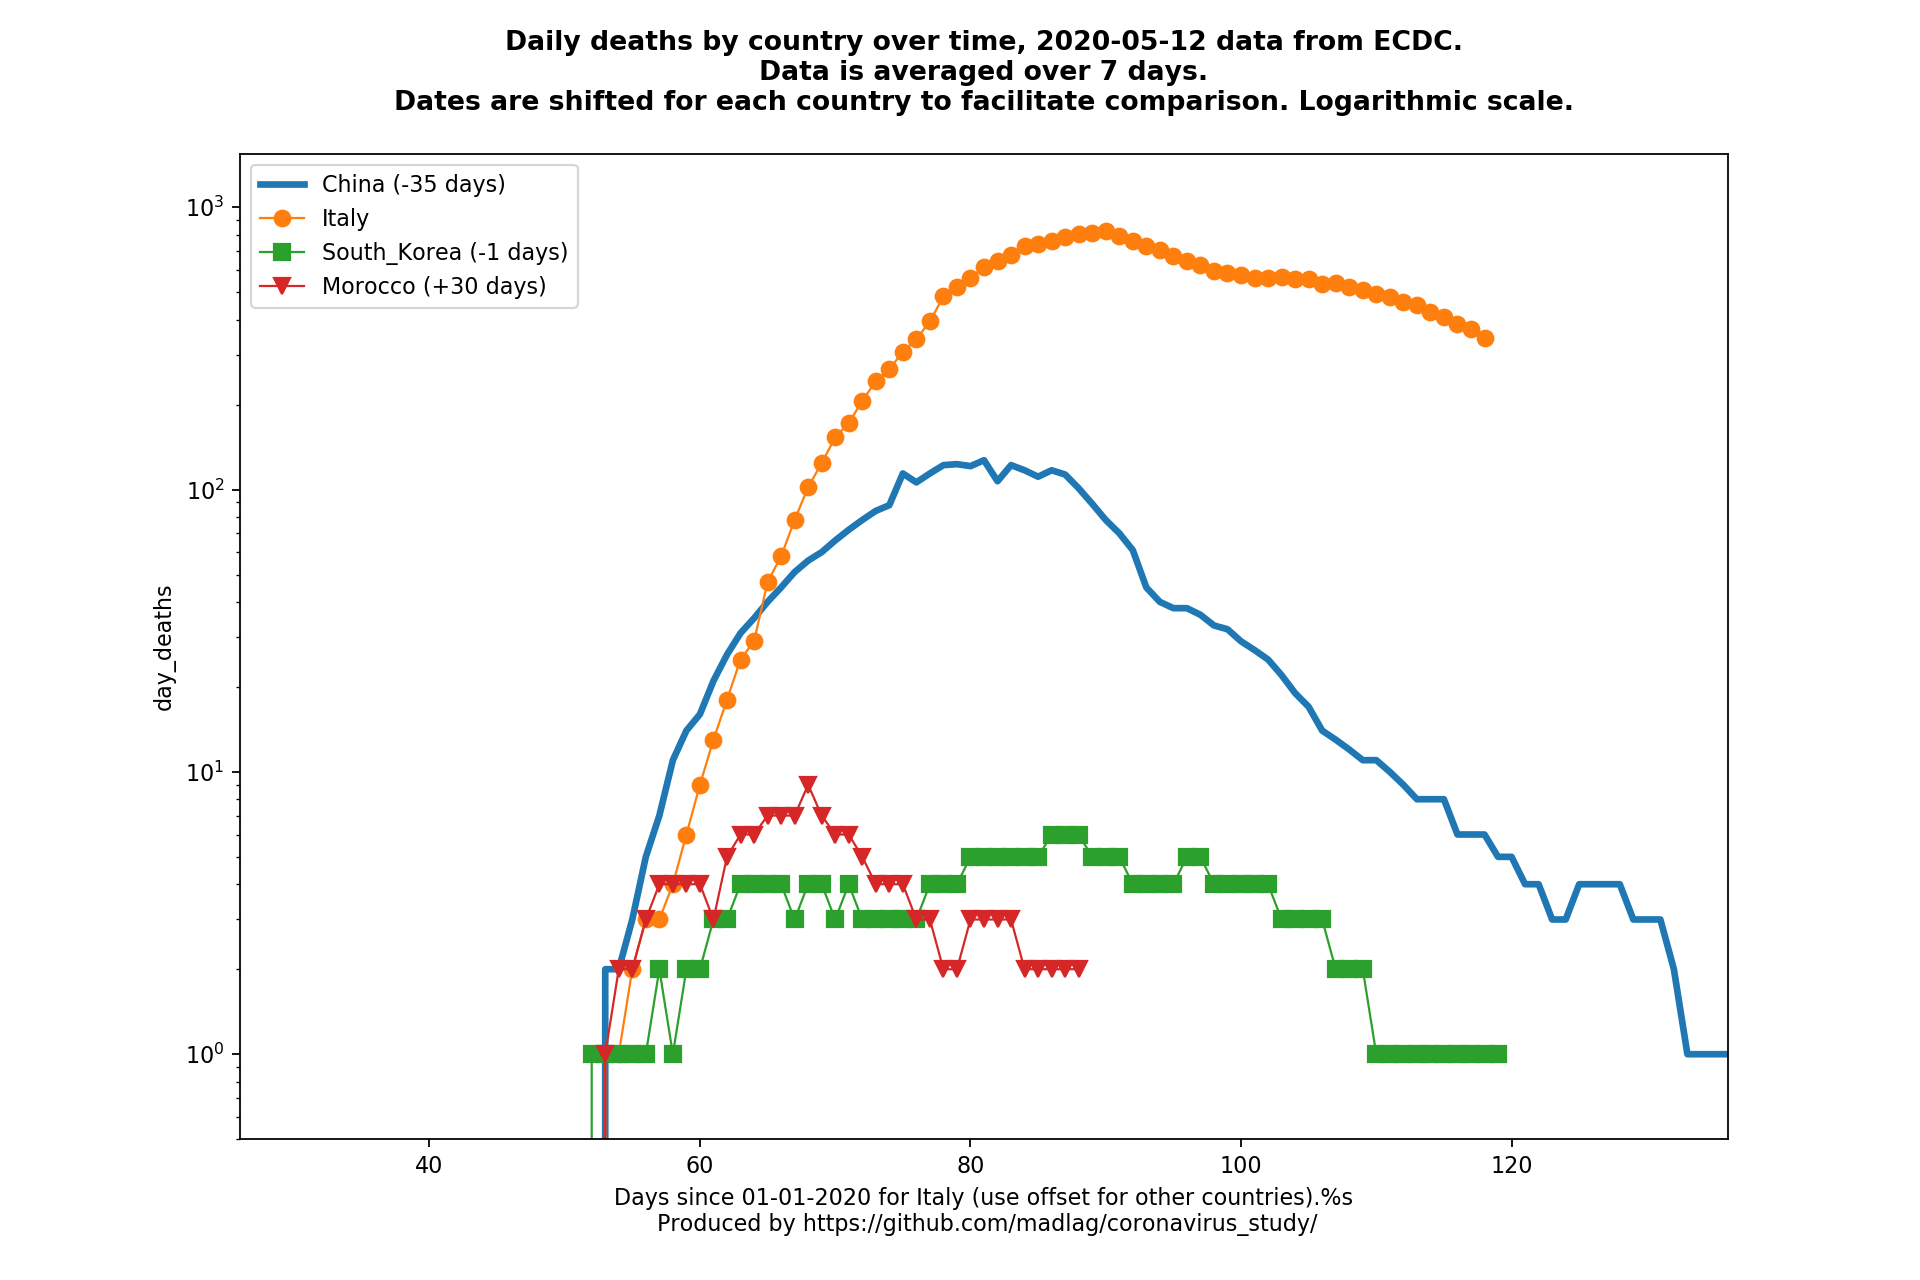 Daily deaths by country over time, 2020-05-12 data from ECDC.
Data is averaged over 7 days.
Dates are shifted for each country to facilitate comparison. Logarithmic scale.
China (-35 days)
Italy
South_Korea (-1 days)
Morocco (+30 days)
10³
10²
10¹
10⁰
day_deaths
40 60 80 100 120
Days since 01-01-2020 for Italy (use offset for other countries).%s
Produced by https://github.com/madlag/coronavirus_study/